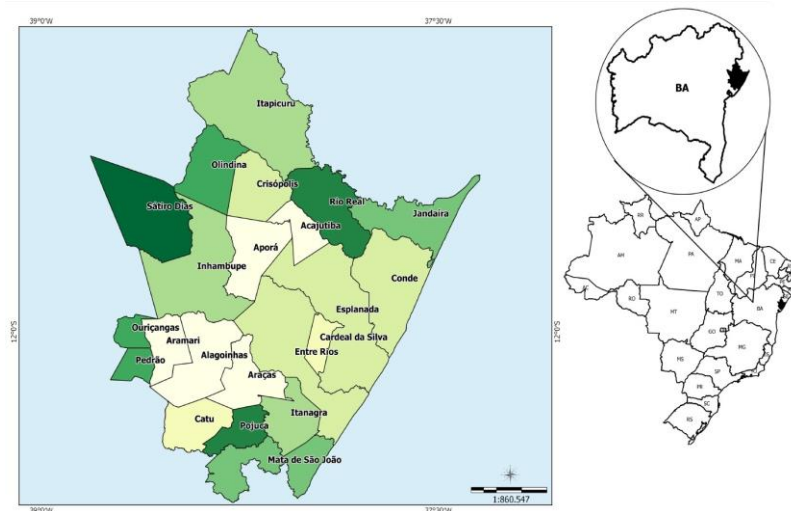 39°0'W
37°30'W
Itapicuru
Olindina
Crisópolis
Sátiro Dias
Rio Real
Jandaíra
Acajutiba
Aporá
Inhambupe
Conde
Esplanada
12°0'S
12°0'S
Ouriçangas
Aramari
Cardeal da Silva
Entre Rios
Alagoinhas
Pedrão
Araças
Itanagra
Catu
Pojuca
Mata de São João
1:860.547
39°0'W
37°30'W
BA
RR
AP
AM
PA
MA
CE
AC
RO
TO
MT
BA
GO
MG
MS
SP
PR
SC
RS